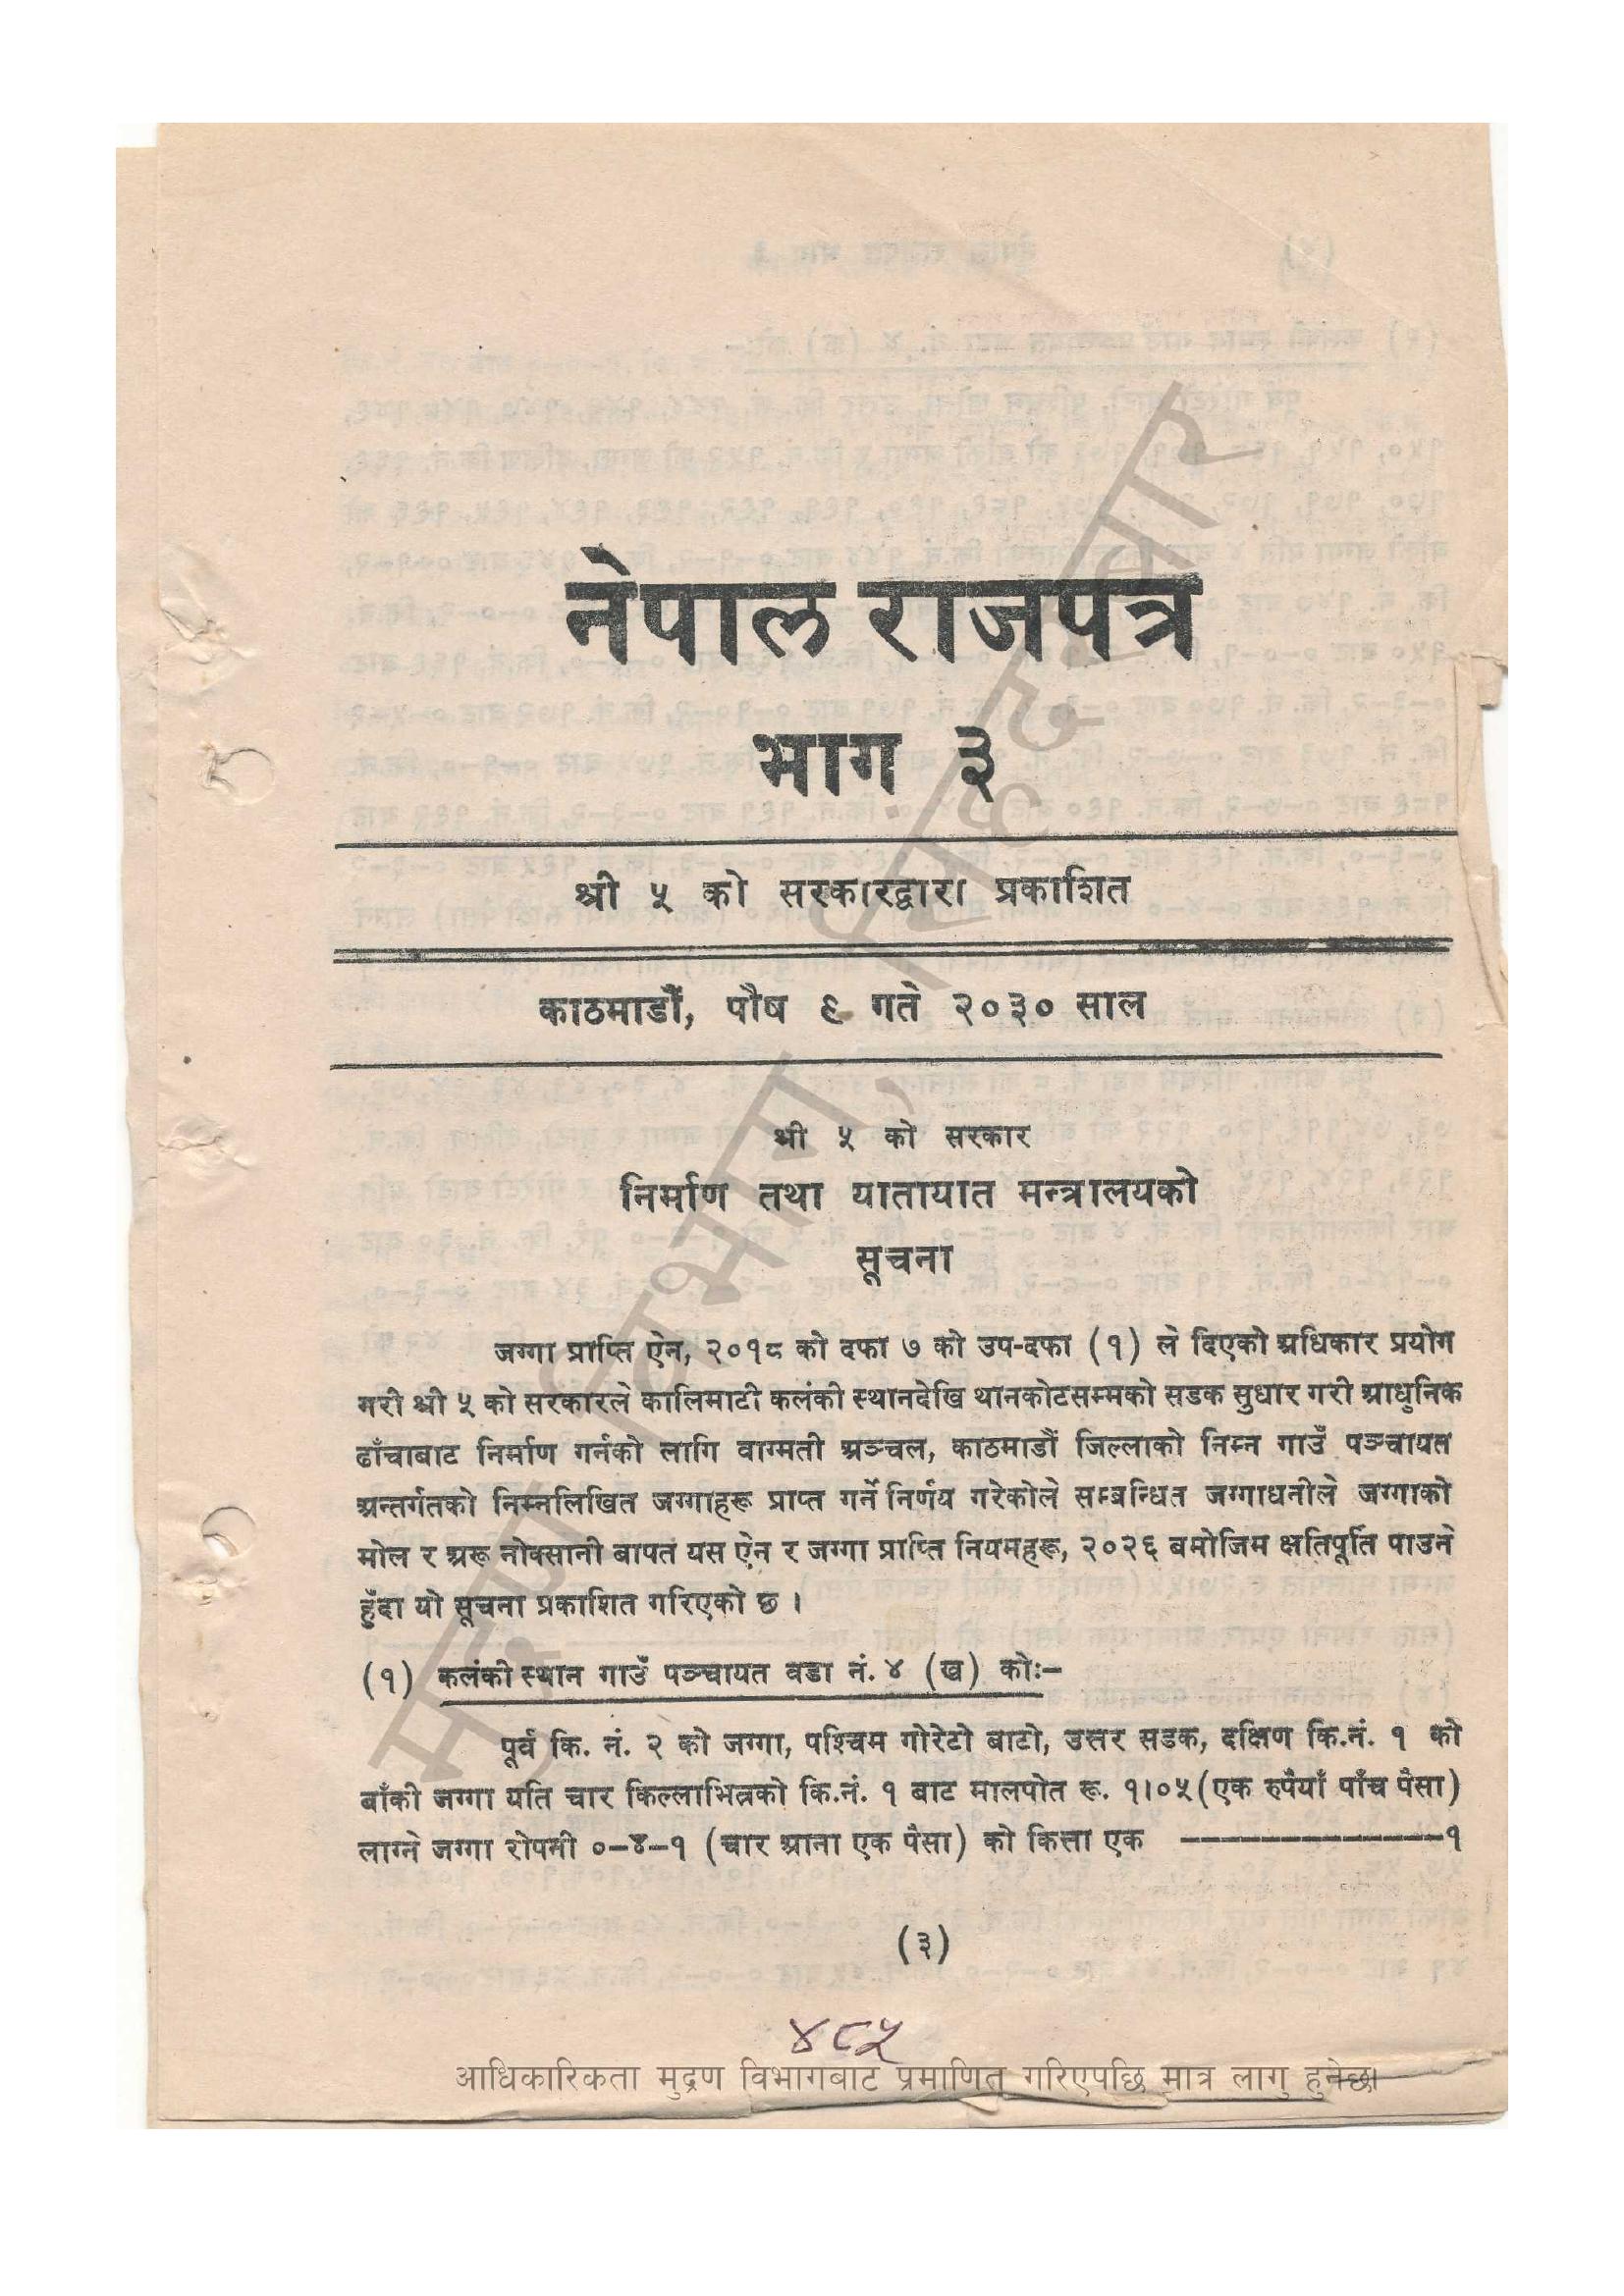 नेपाल राजपत्र
भाग ३
श्री ५ को सरकारद्वारा प्रकाशित
काठमाडौं, पौष ९ गते २०३० साल
श्री ५ को सरकार
निर्माण तथा यातायात मन्त्रालयको
सूचना
जग्गा प्राप्ति ऐन, २०१८ को दफा ७ को उप-दफा (१) ले दिएको अधिकार प्रयोग
गरी श्री ५ को सरकारले कालिमाटी कलंकी स्थानदेखि थानकोटसम्मको सडक सुधार गरी आधुनिक
ढाँचाबाट निर्माण गर्नको लागि वाग्मती अञ्चल, काठमाडौं जिल्लाको निम्न गाउँ पञ्चायत
अन्तर्गतको निम्नलिखित जग्गाहरू प्राप्त गर्ने निर्णय गरेकोले सम्बन्धित जग्गाधनीले जग्गाको
मोल र अरू नोक्सानी बापत यस ऐन र जग्गा प्राप्ति नियमहरू, २०२६ बमोजिम क्षतिपूर्ति पाउने
हुँदा यो सूचना प्रकाशित गरिएको छ ।
(१) कलंकी स्थान गाउँ पञ्चायत वडा नं. ४ (ख) कोः–
पूर्व कि. नं. २ को जग्गा, पश्चिम गोरेटो बाटो, उत्तर सडक, दक्षिण कि.नं. १ को
बाँकी जग्गा यति चार किल्लाभित्रको कि.नं. १ बाट मालपोत रू. १।०५ (एक रुपैयाँ पाँच पैसा)
लाग्ने जग्गा रोपनी ०–४–१ (चार आना एक पैसा) को कित्ता एक –––––––––––––१
(३)
४८५
आधिकारिकता मुद्रण विभागबाट प्रमाणित गरिएपछि मात्र लागु हुनेछ।